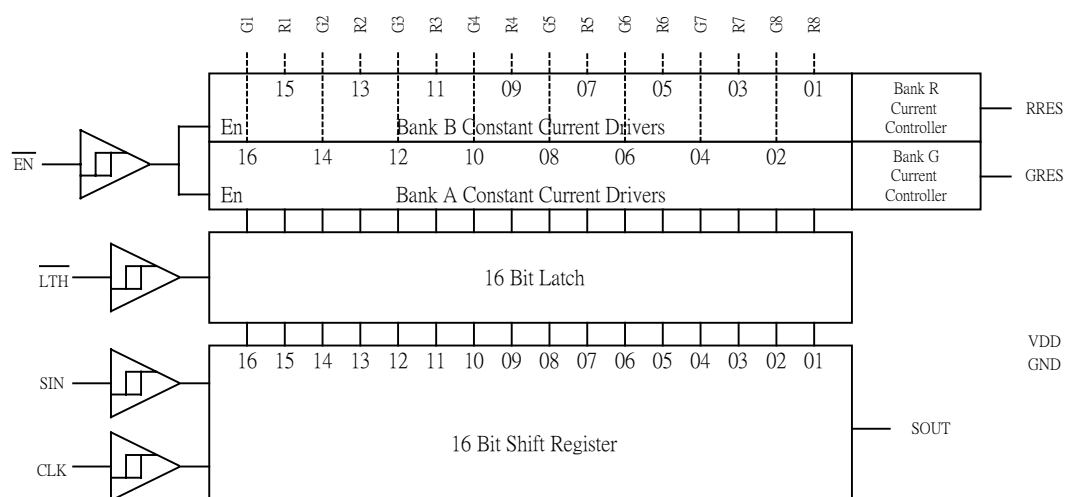 G1 R1 G2 R2 G3 R3 G4 R4 G5 R5 G6 R6 G7 R7 G8 R8
15 13 11 09 07 05 03 01
Bank R
Current
Controller
RRES
En
Bank B Constant Current Drivers
EN
16 14 12 10 08 06 04 02
Bank G
Current
Controller
GRES
En
Bank A Constant Current Drivers
LTH
16 Bit Latch
VDD
GND
16 15 14 13 12 11 10 09 08 07 06 05 04 03 02 01
SIN
SOUT
16 Bit Shift Register
CLK